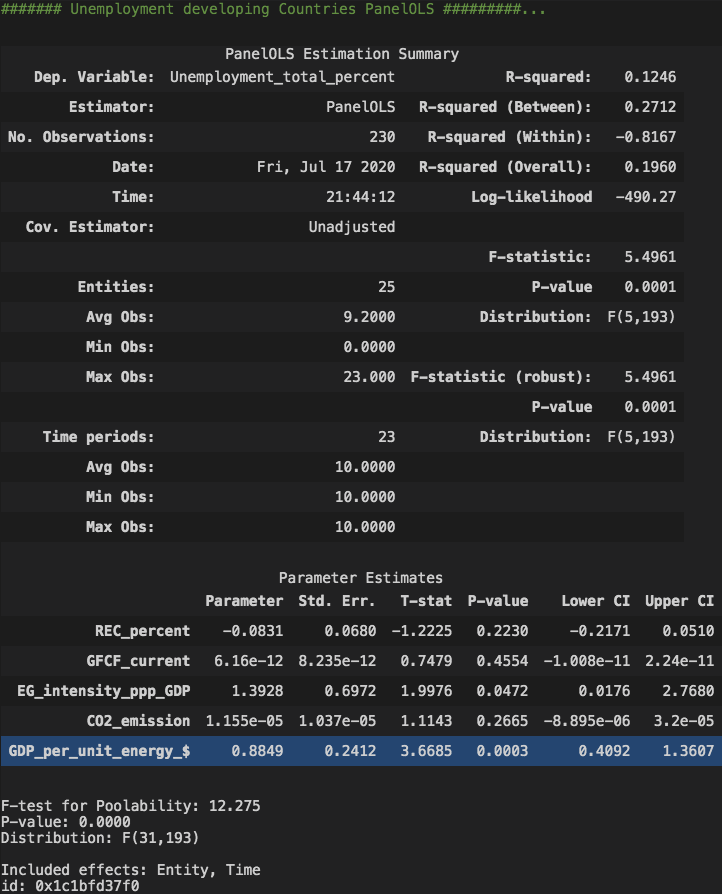 ####### Unemployment developing Countries PanelOLS #########...
PanelOLS Estimation Summary
Dep. Variable: Unemployment_total_percent R-squared: 0.1246
Estimator: PanelOLS R-squared (Between): 0.2712
No. Observations: 230 R-squared (Within): -0.8167
Date: Fri, Jul 17 2020 R-squared (Overall): 0.1960
Time: 21:44:12 Log-likelihood -490.27
Cov. Estimator: Unadjusted
F-statistic: 5.4961
Entities: 25 P-value 0.0001
Avg Obs: 9.2000 Distribution: F(5,193)
Min Obs: 0.0000
Max Obs: 23.000 F-statistic (robust): 5.4961
P-value 0.0001
Time periods: 23 Distribution: F(5,193)
Avg Obs: 10.0000
Min Obs: 10.0000
Max Obs: 10.0000
Parameter Estimates
Parameter Std. Err. T-stat P-value Lower CI Upper CI
REC_percent -0.0831 0.0680 -1.2225 0.2230 -0.2171 0.0510
GFCF_current 6.16e-12 8.235e-12 0.7479 0.4554 -1.008e-11 2.24e-11
EG_intensity_ppp_GDP 1.3928 0.6972 1.9976 0.0472 0.0176 2.7680
CO2_emission 1.155e-05 1.037e-05 1.1143 0.2665 -8.895e-06 3.2e-05
GDP_per_unit_energy_$ 0.8849 0.2412 3.6685 0.0003 0.4092 1.3607
F-test for Poolability: 12.275
P-value: 0.0000
Distribution: F(31,193)
Included effects: Entity, Time
id: 0x1c1bfd37f0